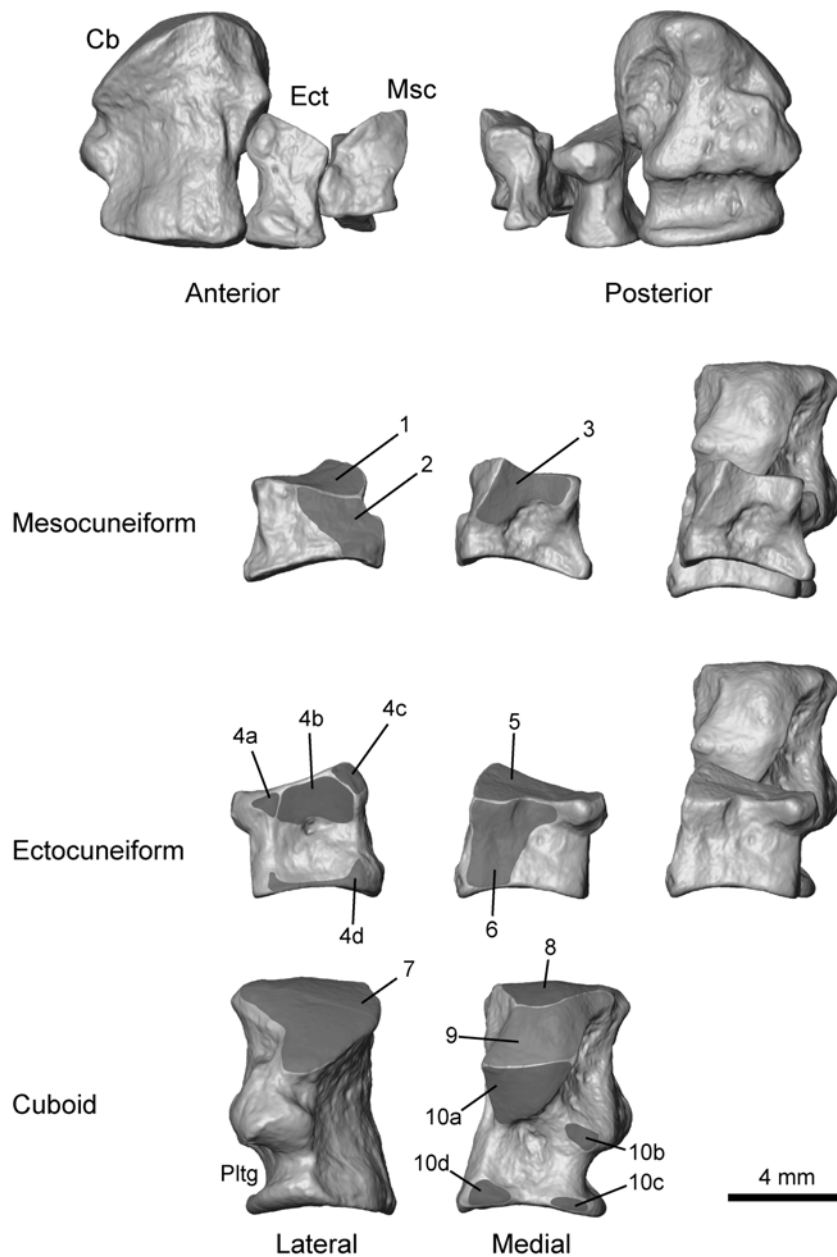 Cb
Ect
Msc
Anterior
Posterior
1
2
3
Mesocuneiform
4a
4b
4c
5
Ectocuneiform
4d
6
7
8
9
Cuboid
10a
10b
Pltg
10d
10c
4 mm
Lateral
Medial